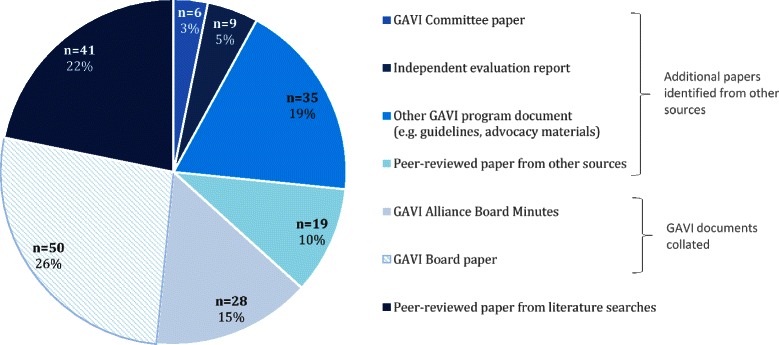 n=6
3%
n=9
5%
n=35
19%
n=19
10%
n=28
15%
n=50
26%
n=41
22%
GAVI Committee paper
Independent evaluation report
Other GAVI program document
(e.g. guidelines, advocacy materials)
Peer-reviewed paper from other sources
GAVI Alliance Board Minutes
GAVI Board paper
Peer-reviewed paper from literature searches
Additional papers
identified from other
sources
GAVI documents
collated